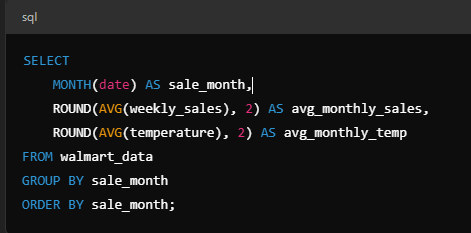 sql
SELECT
    MONTH(date) AS sale_month,
    ROUND(AVG(weekly_sales), 2) AS avg_monthly_sales,
    ROUND(AVG(temperature), 2) AS avg_monthly_temp
FROM walmart_data
GROUP BY sale_month
ORDER BY sale_month;